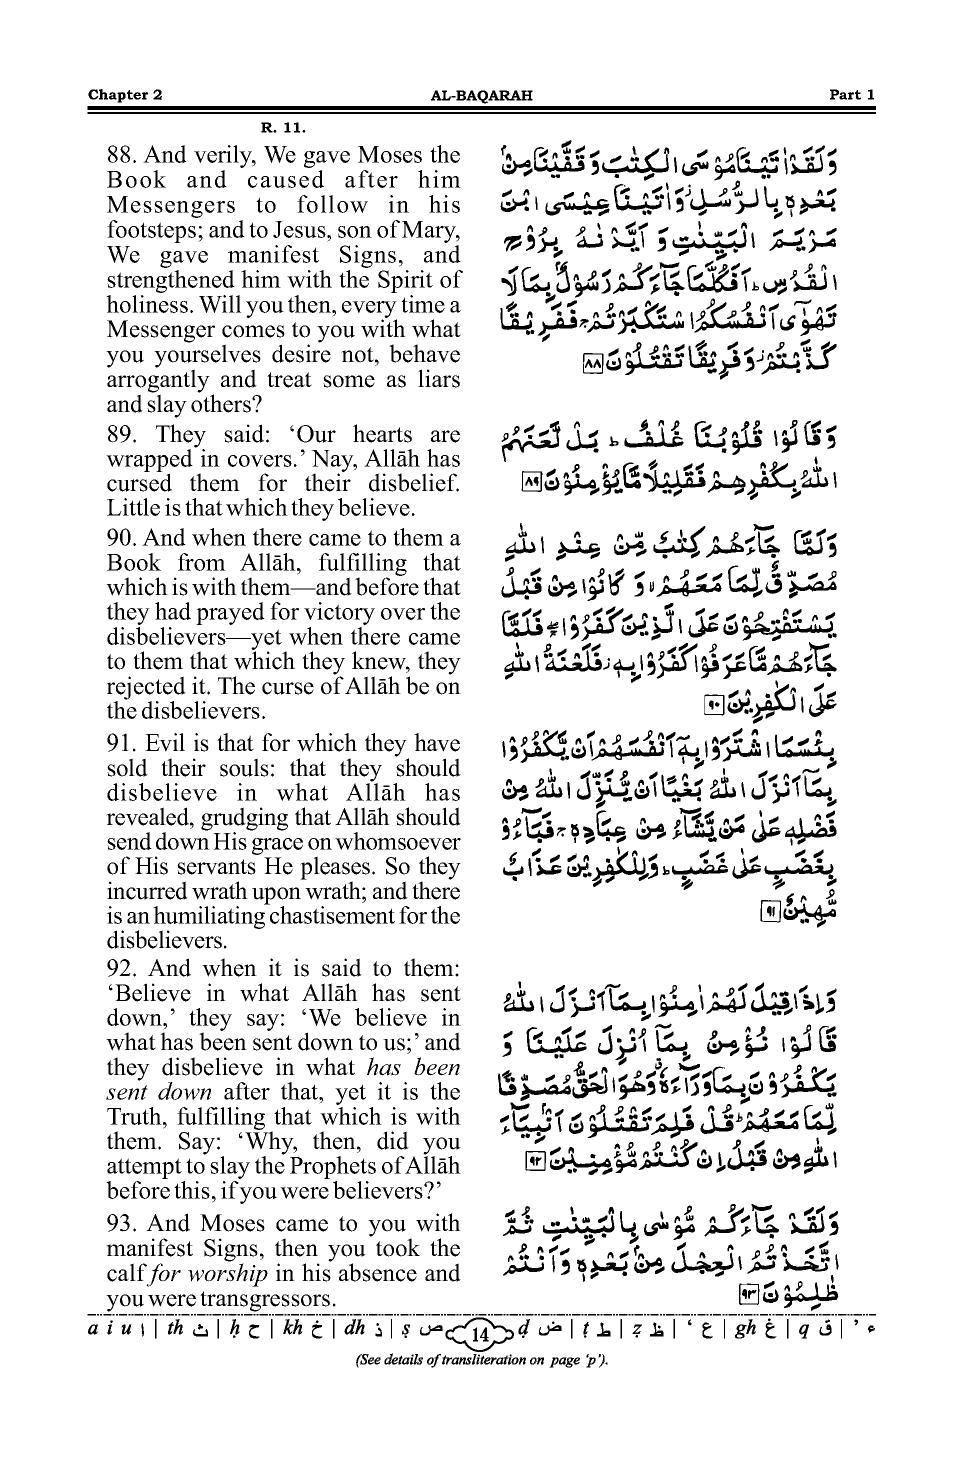 Chapter 2 AL-BAQARAH Part 1
R. 11.
88. And verily, We gave Moses the
Book and caused after him
Messengers to follow in his
footsteps; and to Jesus, son of Mary,
We gave manifest Signs, and
strengthened him with the Spirit of
holiness. Will you then, every time a
Messenger comes to you with what
you yourselves desire not, behave
arrogantly and treat some as liars
and slay others?
وَلَقَدْ اٰتَيْنَا مُوْسَى الْكِتٰبَ وَ قَفَّيْنَا مِنْۢ
بَعْدِهٖ بِالرُّسُلِ ز وَ اٰتَيْنَا عِيْسَى ابْنَ
مَرْيَمَ الْبَيِّنٰتِ وَ اَيَّدْنٰهُ بِرُوْحِ
الْقُدُسِ ط اَفَكُلَّمَا جَآءَكُمْ رَسُوْلٌۢ بِمَا لَا
تَهْوٰٓى اَنْفُسُكُمُ اسْتَكْبَرْتُمْ ج فَفَرِيْقًا
كَذَّبْتُمْ ز وَ فَرِيْقًا تَقْتُلُوْنَ ۸۸
89. They said: ‘Our hearts are
wrapped in covers.’ Nay, Allāh has
cursed them for their disbelief.
Little is that which they believe.
وَ قَالُوْا قُلُوْبُنَا غُلْفٌ ط بَلْ لَّعَنَهُمُ
اللّٰهُ بِكُفْرِهِمْ فَقَلِيْلًا مَّا يُؤْمِنُوْنَ ۸۹
90. And when there came to them a
Book from Allāh, fulfilling that
which is with them—and before that
they had prayed for victory over the
disbelievers—yet when there came
to them that which they knew, they
rejected it. The curse of Allāh be on
the disbelievers.
وَلَمَّا جَآءَهُمْ كِتٰبٌ مِّنْ عِنْدِ اللّٰهِ
مُصَدِّقٌ لِّمَا مَعَهُمْ ۙ وَ كَانُوْا مِنْ قَبْلُ
يَسْتَفْتِحُوْنَ عَلَى الَّذِيْنَ كَفَرُوْا ۖ فَلَمَّا
جَآءَهُمْ مَّا عَرَفُوْا كَفَرُوْا بِهٖ ز فَلَعْنَةُ اللّٰهِ
عَلَى الْكٰفِرِيْنَ ۹۰
91. Evil is that for which they have
sold their souls: that they should
disbelieve in what Allāh has
revealed, grudging that Allāh should
send down His grace on whomsoever
of His servants He pleases. So they
incurred wrath upon wrath; and there
is an humiliating chastisement for the
disbelievers.
بِئْسَمَا اشْتَرَوْا بِهٖٓ اَنْفُسَهُمْ اَنْ يَّكْفُرُوْا
بِمَآ اَنْزَلَ اللّٰهُ بَغْيًا اَنْ يُّنَزِّلَ اللّٰهُ مِنْ
فَضْلِهٖ عَلٰى مَنْ يَّشَآءُ مِنْ عِبَادِهٖ ج فَبَآءُوْ
بِغَضَبٍ عَلٰى غَضَبٍ ط وَلِلْكٰفِرِيْنَ عَذَابٌ
مُّهِيْنٌ ۹۱
92. And when it is said to them:
‘Believe in what Allāh has sent
down,’ they say: ‘We believe in
what has been sent down to us;’ and
they disbelieve in what has been
sent down after that, yet it is the
Truth, fulfilling that which is with
them. Say: ‘Why, then, did you
attempt to slay the Prophets of Allāh
before this, if you were believers?’
وَ اِذَا قِيْلَ لَهُمْ اٰمِنُوْا بِمَآ اَنْزَلَ اللّٰهُ
قَالُوْا نُؤْمِنُ بِمَآ اُنْزِلَ عَلَيْنَا وَ
يَكْفُرُوْنَ بِمَا وَرَآءَهٗ ق وَهُوَ الْحَقُّ مُصَدِّقًا
لِّمَا مَعَهُمْ ط قُلْ فَلِمَ تَقْتُلُوْنَ اَنْۢبِيَآءَ
اللّٰهِ مِنْ قَبْلُ اِنْ كُنْتُمْ مُّؤْمِنِيْنَ ۹۲
93. And Moses came to you with
manifest Signs, then you took the
calf for worship in his absence and
you were transgressors.
وَلَقَدْ جَآءَكُمْ مُّوْسٰى بِالْبَيِّنٰتِ ثُمَّ
اتَّخَذْتُمُ الْعِجْلَ مِنْۢ بَعْدِهٖ وَ اَنْتُمْ
ظٰلِمُوْنَ ۹۳
a i u ا | th ث | ḥ ح | kh خ | dh ذ | ṣ ص 14 ḍ ض | ṭ ط | ẓ ظ | ‘ ع | gh غ | q ق | ’ ء
(See details of transliteration on page ‘p’).